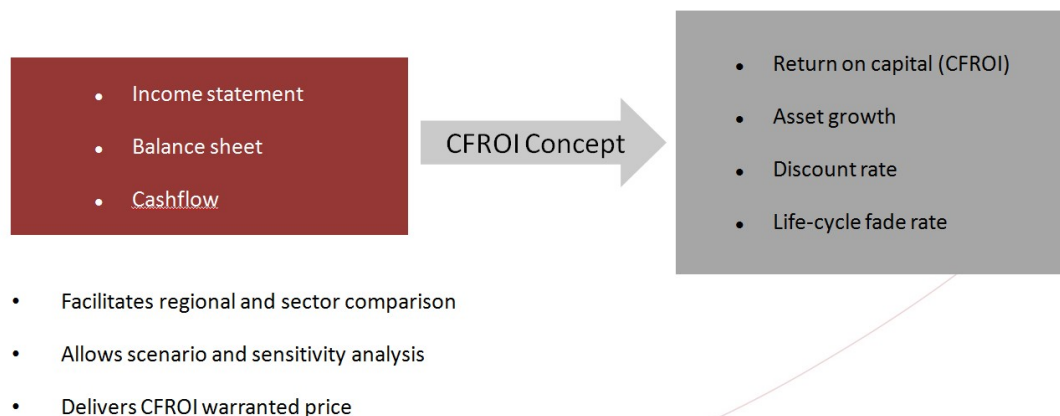 Income statement
Balance sheet
Cashflow
CFROI Concept
Return on capital (CFROI)
Asset growth
Discount rate
Life-cycle fade rate
Facilitates regional and sector comparison
Allows scenario and sensitivity analysis
Delivers CFROI warranted price